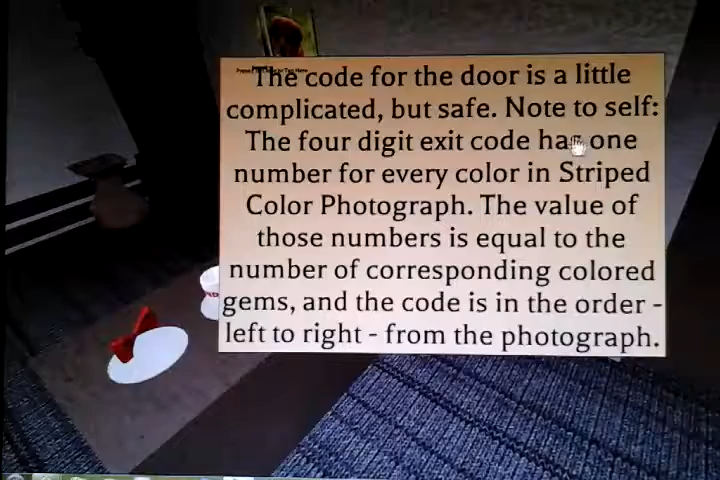 The code for the door is a little
complicated, but safe. Note to self:
The four digit exit code has one
number for every color in Striped
Color Photograph. The value of
those numbers is equal to the
number of corresponding colored
gems, and the code is in the order -
left to right - from the photograph.